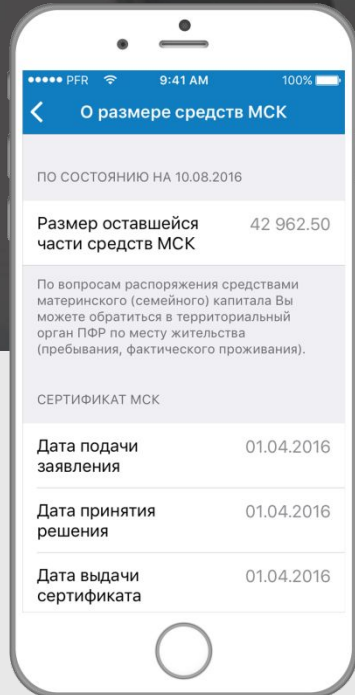 PFR 9:41 AM 100%
О размере средств МСК
ПО СОСТОЯНИЮ НА 10.08.2016
Размер оставшейся 42 962.50
части средств МСК
По вопросам распоряжения средствами
материнского (семейного) капитала Вы
можете обратиться в территориальный
орган ПФР по месту жительства
(пребывания, фактического проживания).
СЕРТИФИКАТ МСК
Дата подачи 01.04.2016
заявления
Дата принятия 01.04.2016
решения
Дата выдачи 01.04.2016
сертификата